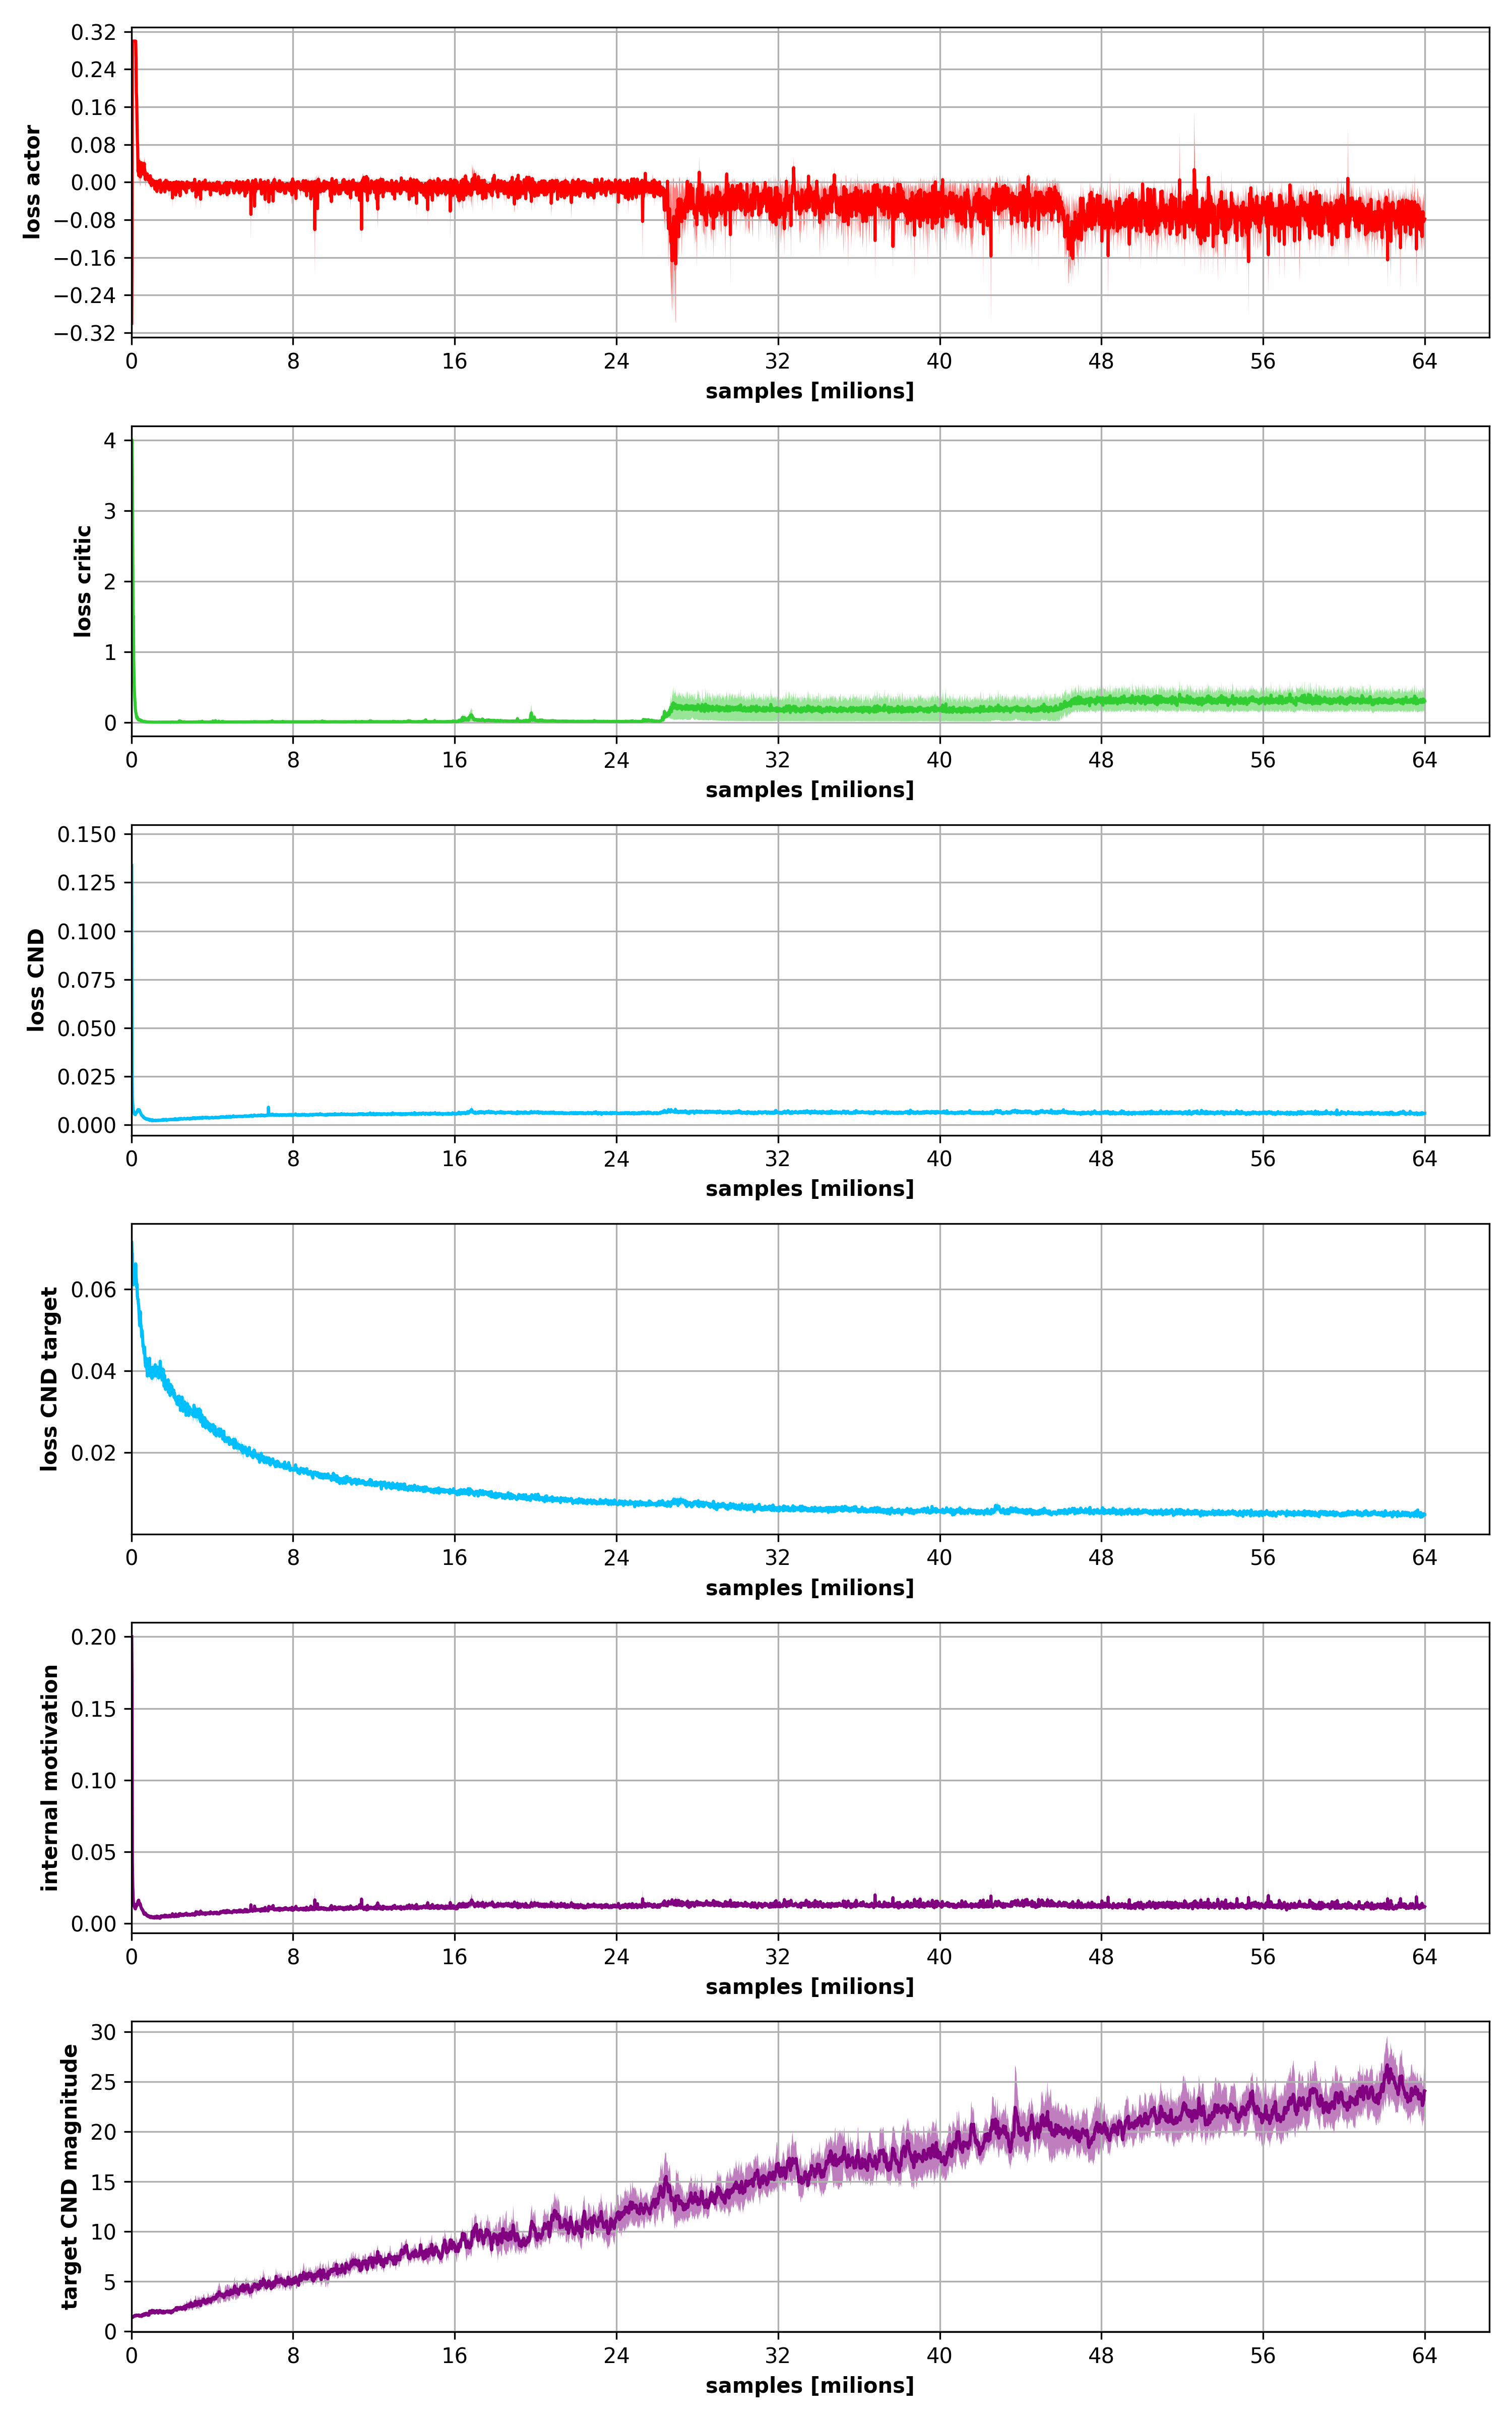 loss actor
0.32
0.24
0.16
0.08
0.00
−0.08
−0.16
−0.24
−0.32
0 8 16 24 32 40 48 56 64
samples [milions]
loss critic
4
3
2
1
0
0 8 16 24 32 40 48 56 64
samples [milions]
loss CND
0.150
0.125
0.100
0.075
0.050
0.025
0.000
0 8 16 24 32 40 48 56 64
samples [milions]
loss CND target
0.06
0.04
0.02
0 8 16 24 32 40 48 56 64
samples [milions]
internal motivation
0.20
0.15
0.10
0.05
0.00
0 8 16 24 32 40 48 56 64
samples [milions]
target CND magnitude
30
25
20
15
10
5
0
0 8 16 24 32 40 48 56 64
samples [milions]